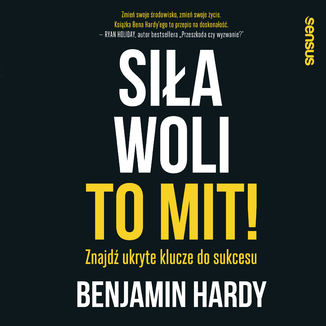 Zmień swoje środowisko, zmień swoje życie.
Książka Bena Hardy'ego to przepis na doskonałość.
– RYAN HOLIDAY, autor bestsellera „Przeszkoda czy wyzwanie?”
sensus
SIŁA
WOLI
TO MIT!
Znajdź ukryte klucze do sukcesu
BENJAMIN HARDY